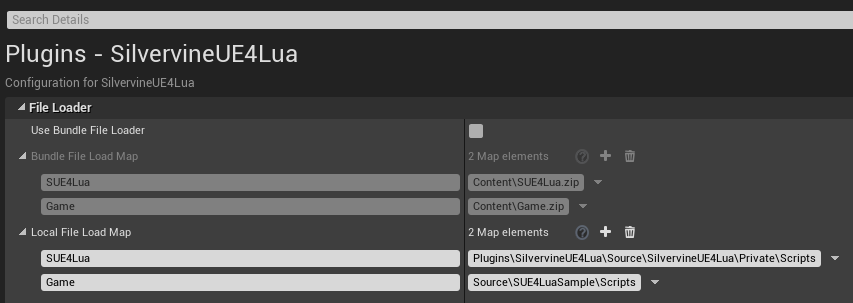 Search Details
Plugins - SilvervineUE4Lua
Configuration for SilvervineUE4Lua
File Loader
Use Bundle File Loader
Bundle File Load Map 2 Map elements ?
SUE4Lua Content\SUE4Lua.zip
Game Content\Game.zip
Local File Load Map 2 Map elements ?
SUE4Lua Plugins\SilvervineUE4Lua\Source\SilvervineUE4Lua\Private\Scripts
Game Source\SUE4LuaSample\Scripts